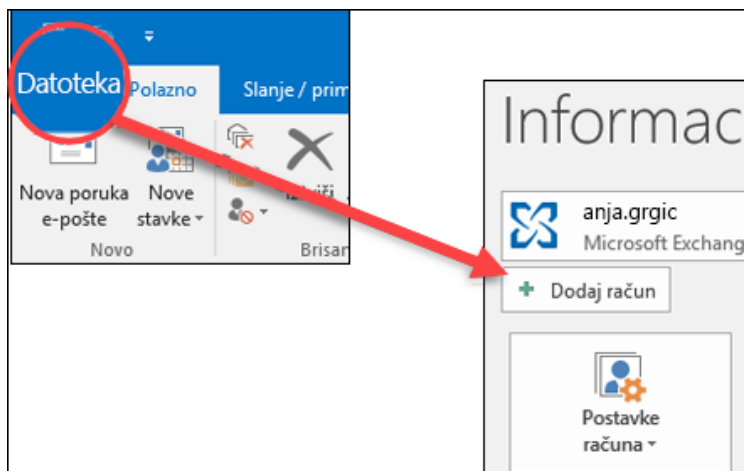 Datoteka
Polazno
Slanje / prim
Nova poruka
e-pošte
Nove
stavke
Novo
Brisan
Informac
anja.grgic
Microsoft Exchang
Dodaj račun
Postavke
računa